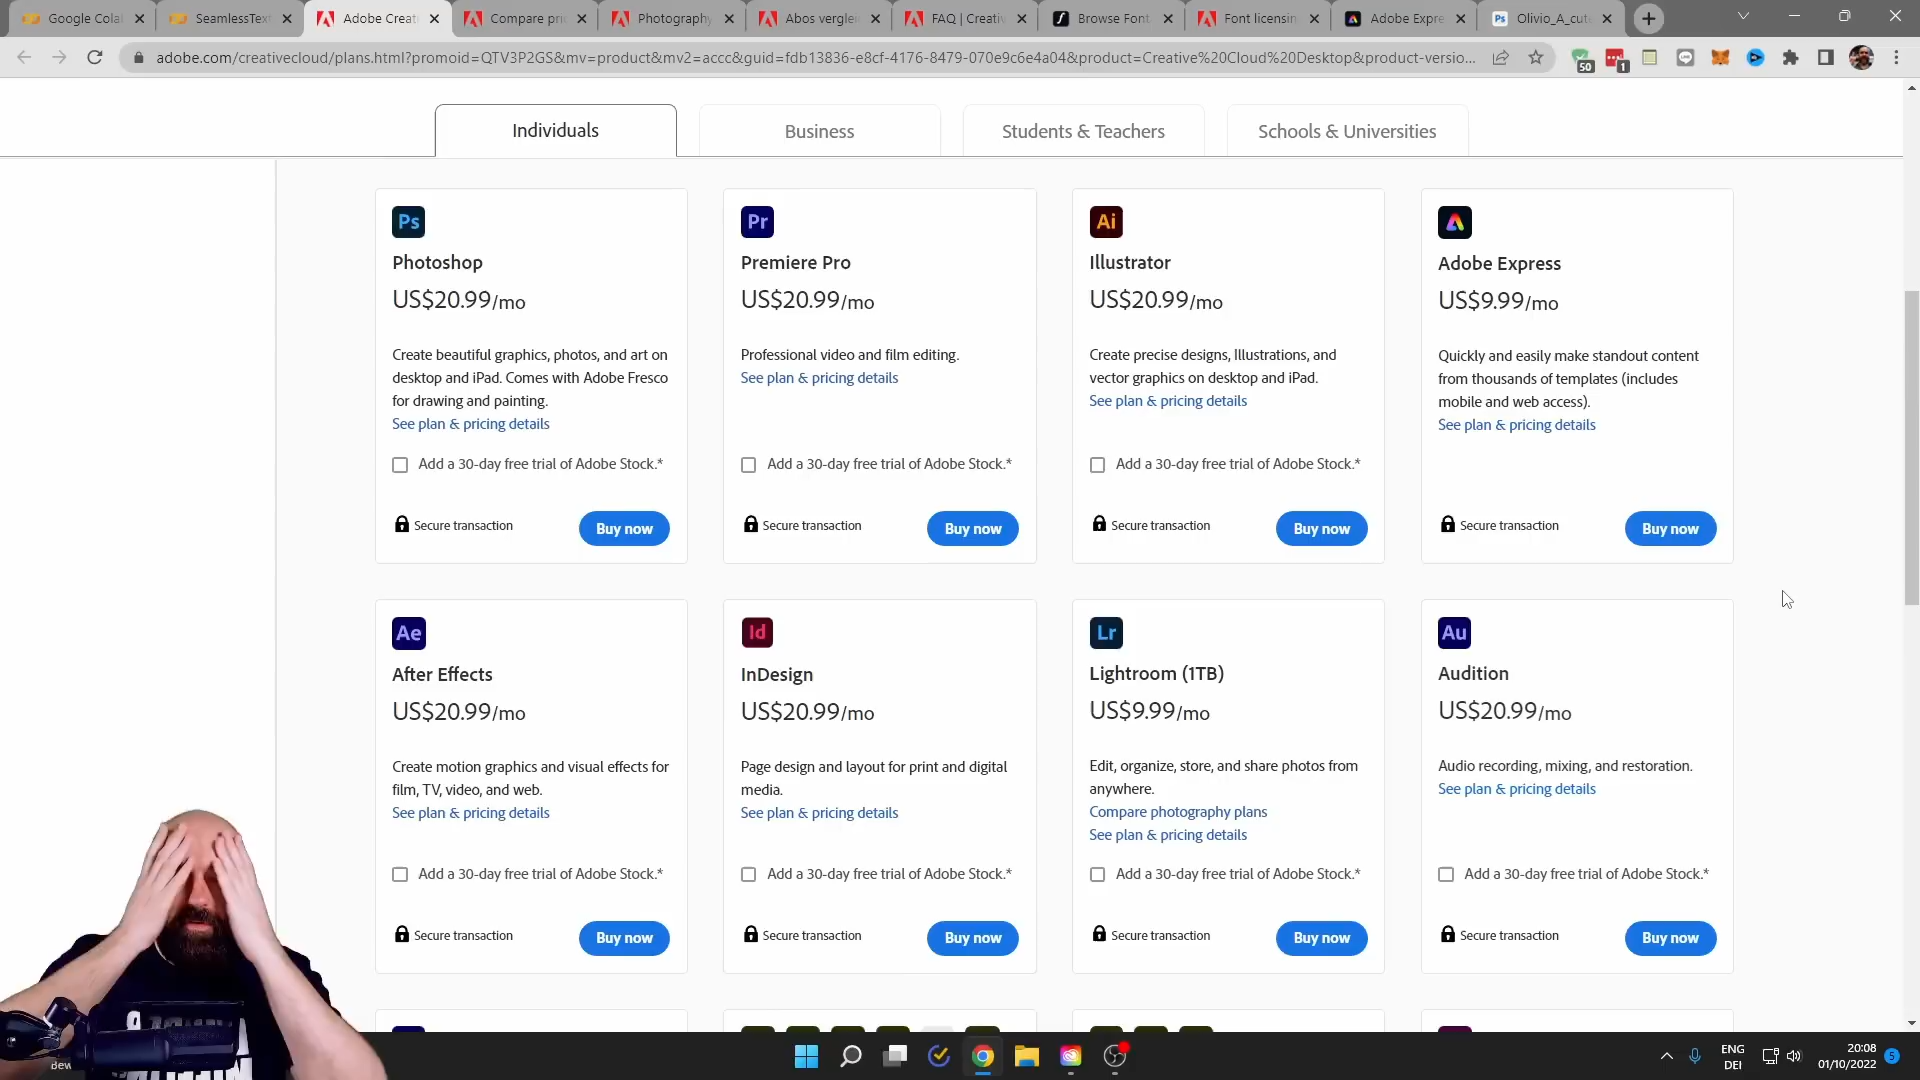 Google Colal
SeamlessText
Adobe Creat
Compare pri
Photography
Abos verglei
FAQ | Creativ
Browse Font
Font licensin
Adobe Expre
Olivio_A_cut
adobe.com/creativecloud/plans.html?promoid=QTV3P2GS&mv=product&mv2=accc&guid=fdb13836-e8cf-4176-8479-070e9c6e4a04&product=Creative%20Cloud%20Desktop&product-versio...
50
1
Individuals
Business
Students & Teachers
Schools & Universities
Ps
Photoshop
US$20.99/mo
Create beautiful graphics, photos, and art on
desktop and iPad. Comes with Adobe Fresco
for drawing and painting.
See plan & pricing details
Add a 30-day free trial of Adobe Stock.*
Secure transaction
Buy now
Pr
Premiere Pro
US$20.99/mo
Professional video and film editing.
See plan & pricing details
Add a 30-day free trial of Adobe Stock.*
Secure transaction
Buy now
Ai
Illustrator
US$20.99/mo
Create precise designs, Illustrations, and
vector graphics on desktop and iPad.
See plan & pricing details
Add a 30-day free trial of Adobe Stock.*
Secure transaction
Buy now
Adobe Express
US$9.99/mo
Quickly and easily make standout content
from thousands of templates (includes
mobile and web access).
See plan & pricing details
Secure transaction
Buy now
Ae
After Effects
US$20.99/mo
Create motion graphics and visual effects for
film, TV, video, and web.
See plan & pricing details
Add a 30-day free trial of Adobe Stock.*
Secure transaction
Buy now
Id
InDesign
US$20.99/mo
Page design and layout for print and digital
media.
See plan & pricing details
Add a 30-day free trial of Adobe Stock.*
Secure transaction
Buy now
Lr
Lightroom (1TB)
US$9.99/mo
Edit, organize, store, and share photos from
anywhere.
Compare photography plans
See plan & pricing details
Add a 30-day free trial of Adobe Stock.*
Secure transaction
Buy now
Au
Audition
US$20.99/mo
Audio recording, mixing, and restoration.
See plan & pricing details
Add a 30-day free trial of Adobe Stock.*
Secure transaction
Buy now
ENG
DEI
20:08
01/10/2022
5